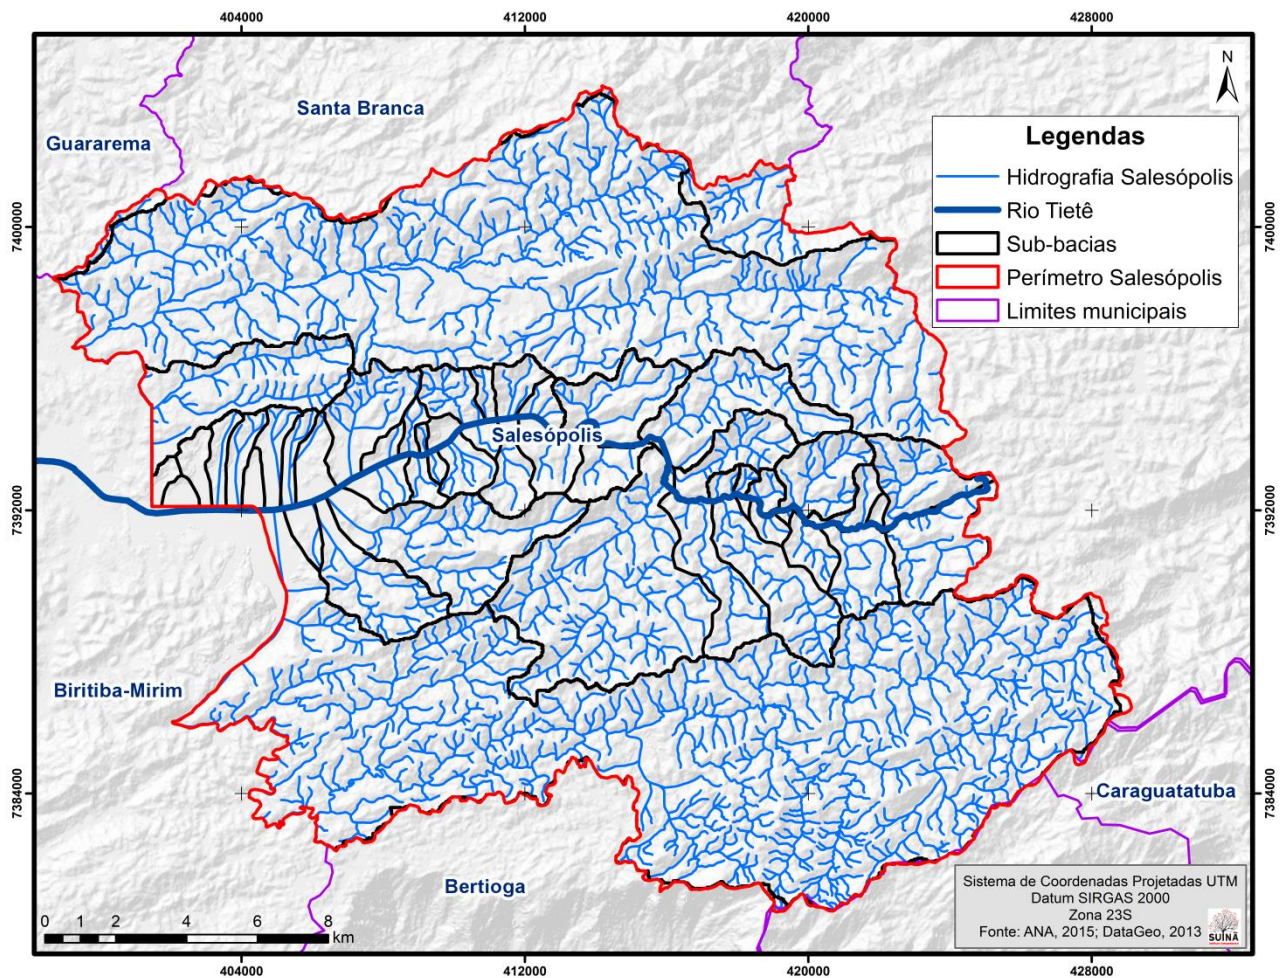 404000
412000
420000
428000
N
Santa Branca
Guararema
Legendas
Hidrografia Salesópolis
Rio Tietê
Sub-bacias
Perímetro Salesópolis
Limites municipais
7400000
7400000
Salesópolis
7392000
7392000
Biritiba-Mirim
Caraguatatuba
7384000
7384000
Bertioga
Sistema de Coordenadas Projetadas UTM
Datum SIRGAS 2000
Zona 23S
Fonte: ANA, 2015; DataGeo, 2013
SUINÃ
0 1 2 4 6 8
km
404000
412000
420000
428000